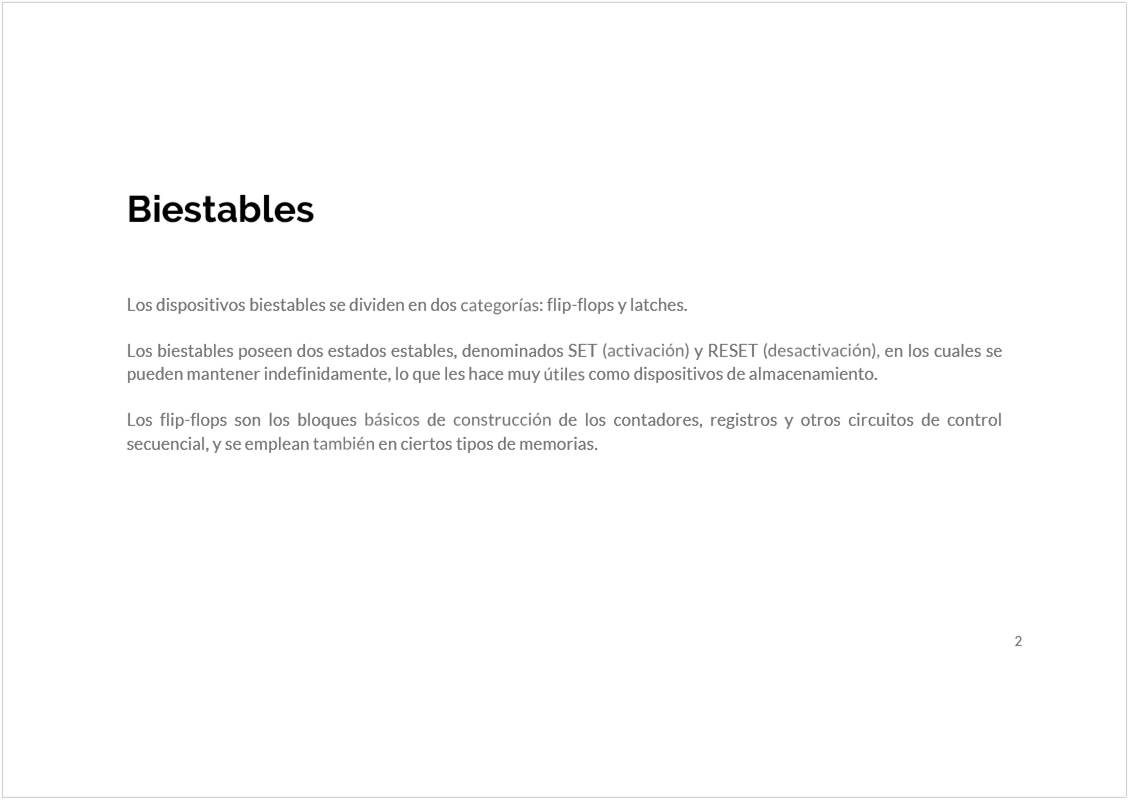 Biestables
Los dispositivos biestables se dividen en dos categorías: flip-flops y latches.
Los biestables poseen dos estados estables, denominados SET (activación) y RESET (desactivación), en los cuales se
pueden mantener indefinidamente, lo que les hace muy útiles como dispositivos de almacenamiento.
Los flip-flops son los bloques básicos de construcción de los contadores, registros y otros circuitos de control
secuencial, y se emplean también en ciertos tipos de memorias.
2